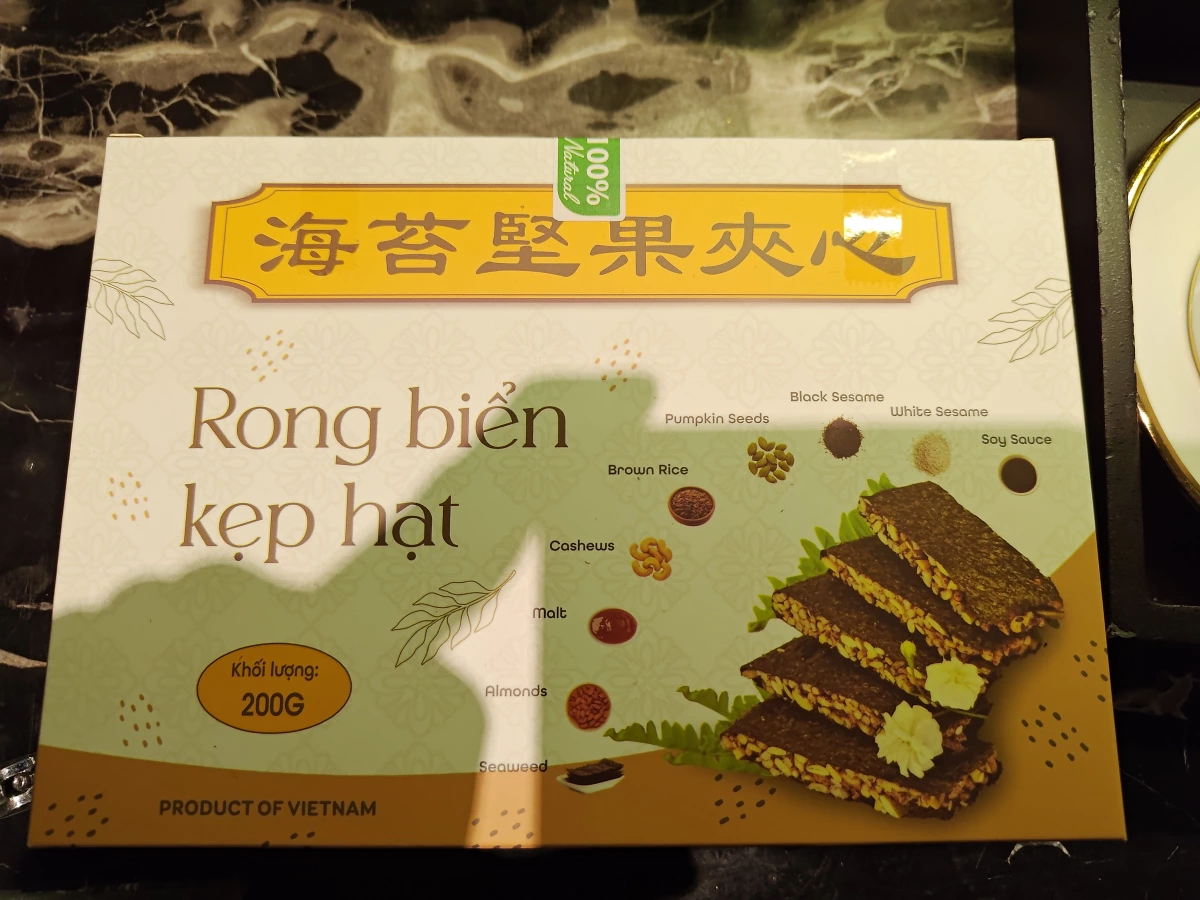 100%
Natural
海苔堅果夾心
Rong biển
kẹp hạt
Black Sesame
Pumpkin Seeds
White Sesame
Soy Sauce
Brown Rice
Cashews
Malt
Almonds
Seaweed
Khối lượng:
200G
PRODUCT OF VIETNAM